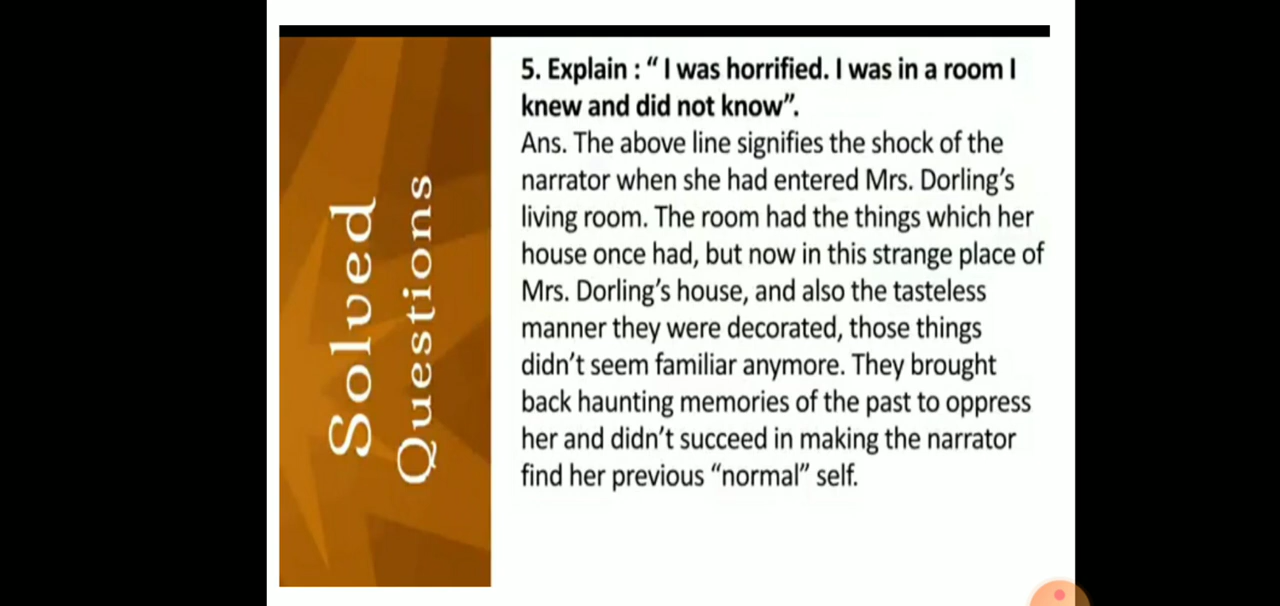 Solved
Questions
5. Explain : “ I was horrified. I was in a room I
knew and did not know”.
Ans. The above line signifies the shock of the
narrator when she had entered Mrs. Dorling’s
living room. The room had the things which her
house once had, but now in this strange place of
Mrs. Dorling’s house, and also the tasteless
manner they were decorated, those things
didn’t seem familiar anymore. They brought
back haunting memories of the past to oppress
her and didn’t succeed in making the narrator
find her previous “normal” self.